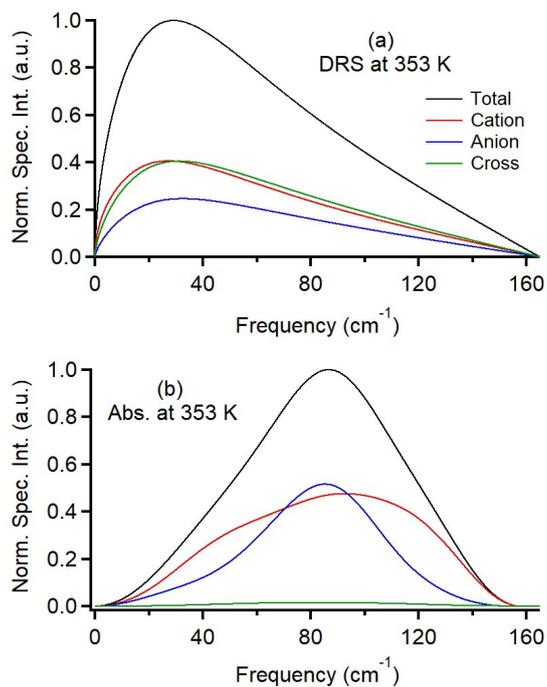 (a)
DRS at 353 K
Total
Cation
Anion
Cross
Norm. Spec. Int. (a.u.)
1.0
0.8
0.6
0.4
0.2
0.0
0 40 80 120 160
Frequency (cm⁻¹)
(b)
Abs. at 353 K
Norm. Spec. Int. (a.u.)
1.0
0.8
0.6
0.4
0.2
0.0
0 40 80 120 160
Frequency (cm⁻¹)